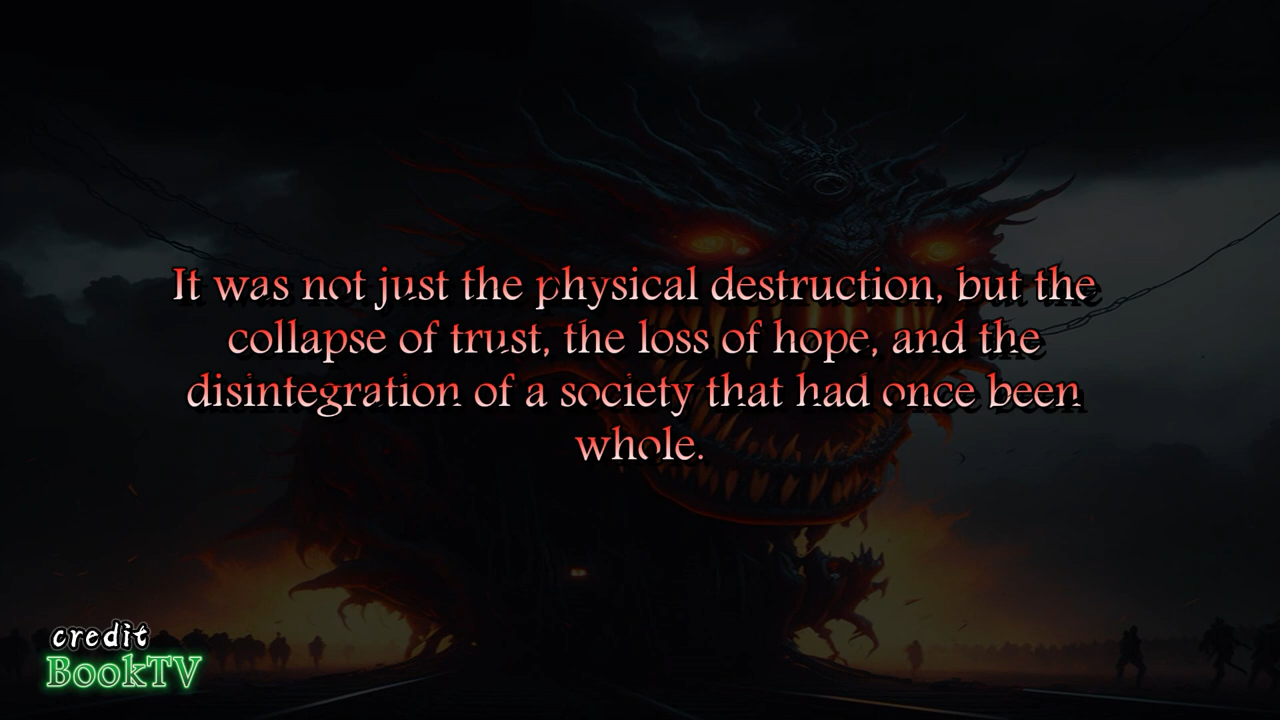 It was not just the physical destruction, but the
collapse of trust, the loss of hope, and the
disintegration of a society that had once been
whole.
credit
BookTV